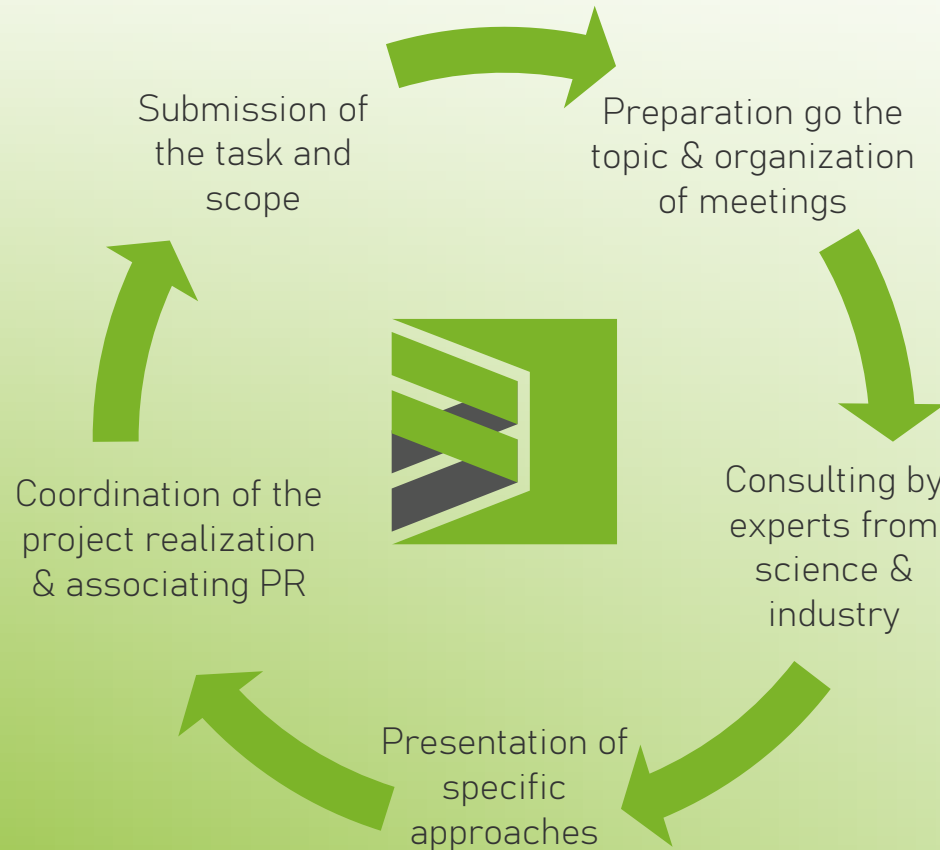 Submission of
the task and
scope
Preparation go the
topic & organization
of meetings
Consulting by
experts from
science &
industry
Presentation of
specific
approaches
Coordination of the
project realization
& associating PR